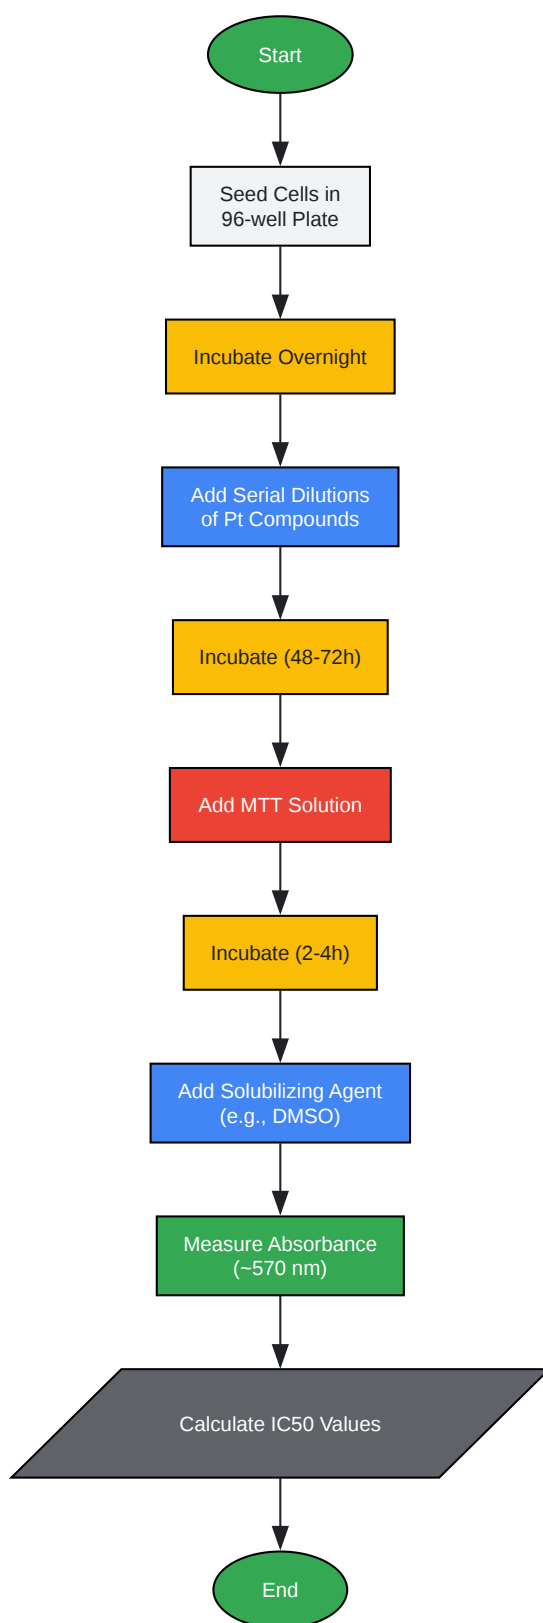 Start
Seed Cells in
96-well Plate
Incubate Overnight
Add Serial Dilutions
of Pt Compounds
Incubate (48-72h)
Add MTT Solution
Incubate (2-4h)
Add Solubilizing Agent
(e.g., DMSO)
Measure Absorbance
(~570 nm)
Calculate IC50 Values
End